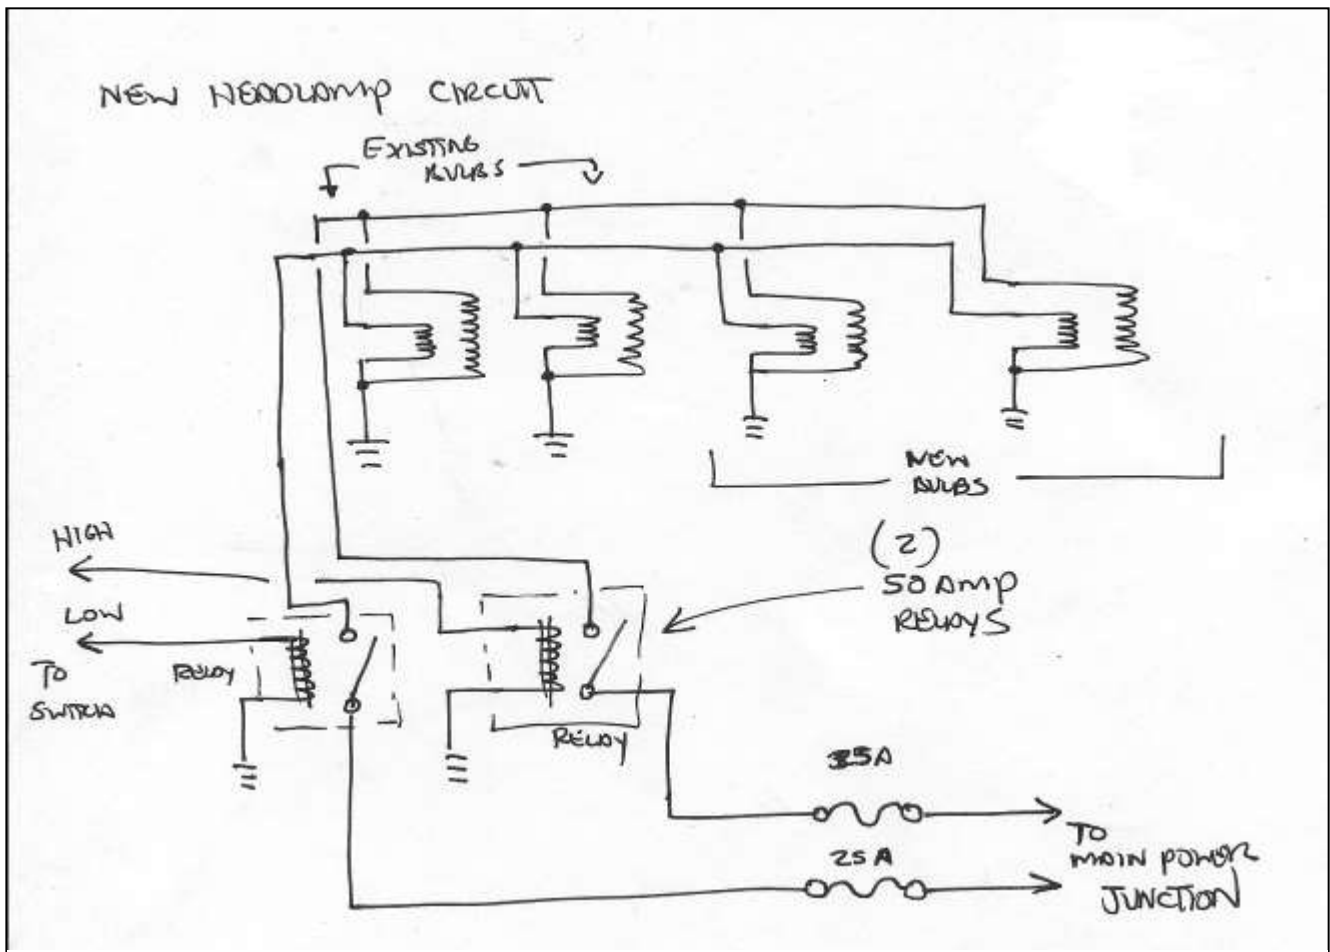 NEW HEADLAMP CIRCUIT
EXISTING
BULBS
NEW
BULBS
HIGH
LOW
TO
SWITCH
RELAY
(2)
50 AMP
RELAYS
RELAY
35A
25A
TO
MAIN POWER
JUNCTION